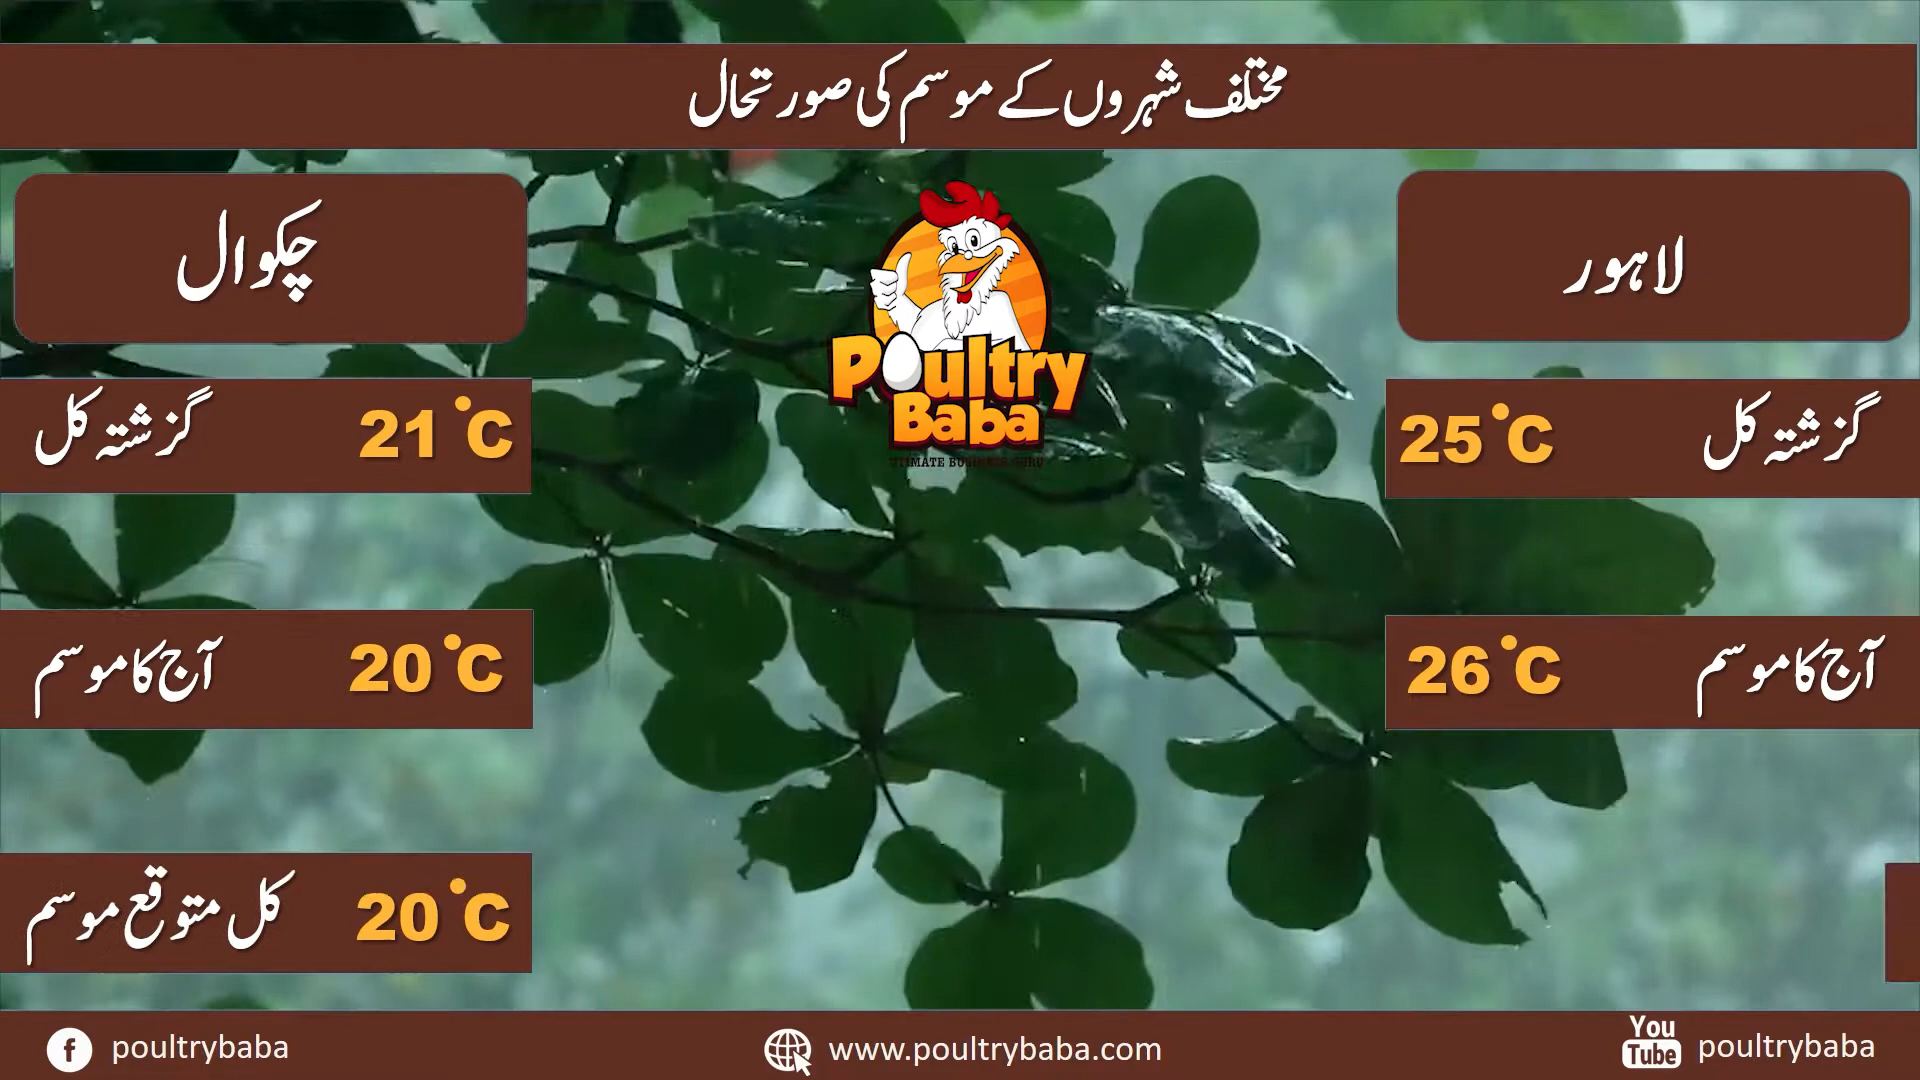 مختلف شہروں کے موسم کی صورتحال
لاہور
گزشتہ کل 25°C
آج کا موسم 26°C
چکوال
گزشتہ کل 21°C
آج کا موسم 20°C
کل متوقع موسم 20°C
Poultry
Baba
poultrybaba
www.poultrybaba.com
You
Tube poultrybaba